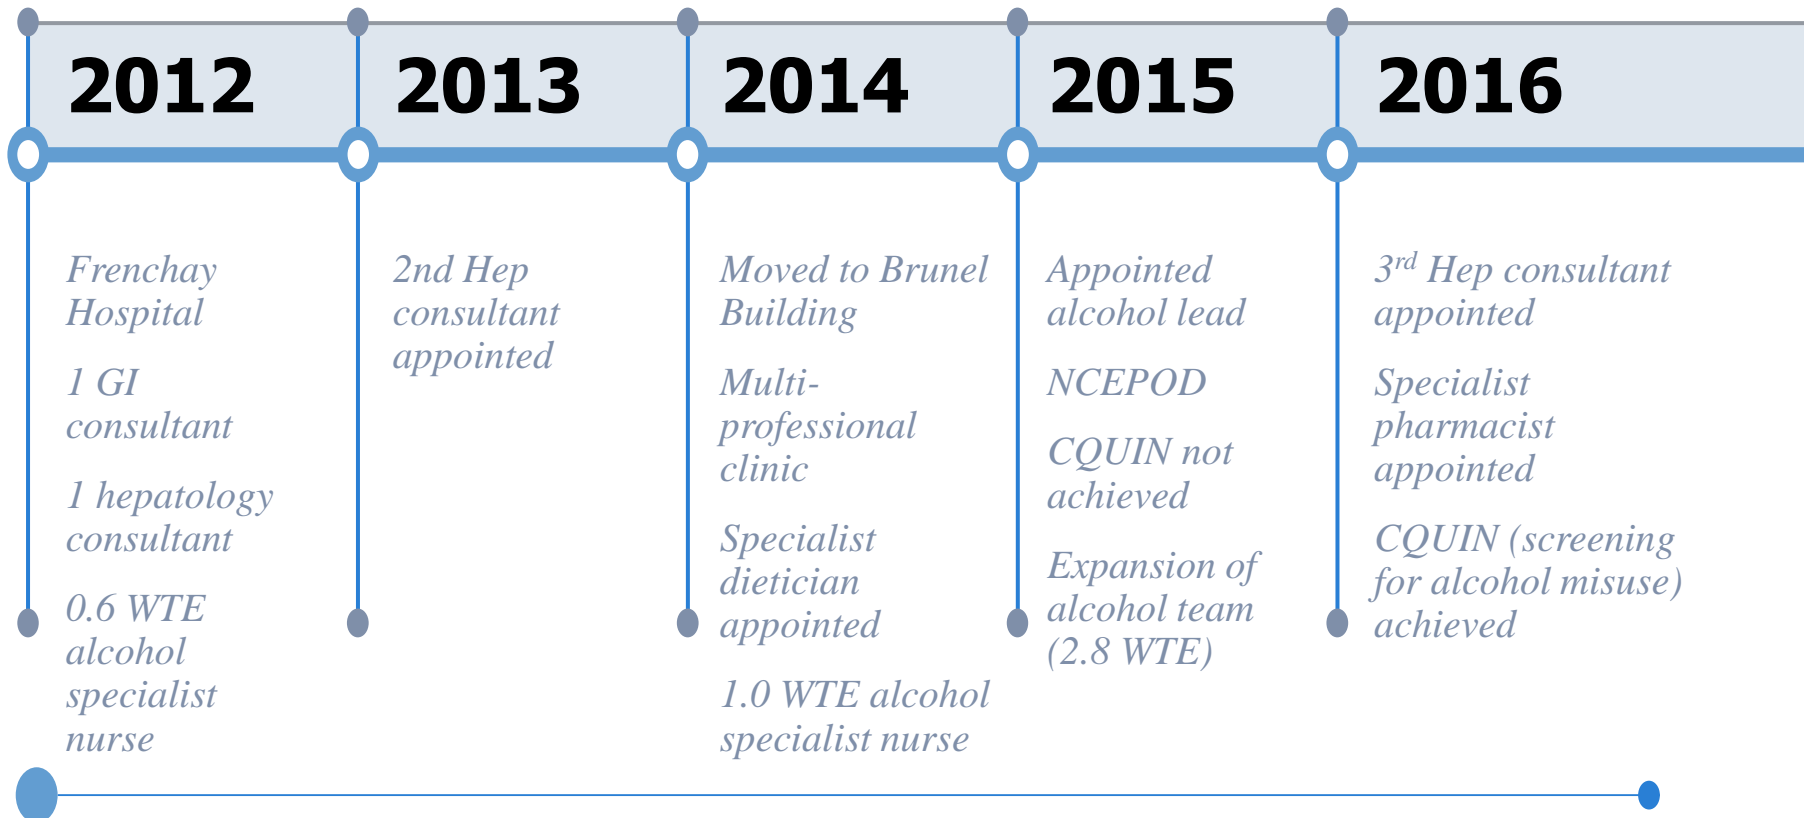 2012
2013
2014
2015
2016
Frenchay
Hospital
1 GI
consultant
1 hepatology
consultant
0.6 WTE
alcohol
specialist
nurse
2nd Hep
consultant
appointed
Moved to Brunel
Building
Multi-
professional
clinic
Specialist
dietician
appointed
1.0 WTE alcohol
specialist nurse
Appointed
alcohol lead
NCEPOD
CQUIN not
achieved
Expansion of
alcohol team
(2.8 WTE)
3rd Hep consultant
appointed
Specialist
pharmacist
appointed
CQUIN (screening
for alcohol misuse)
achieved